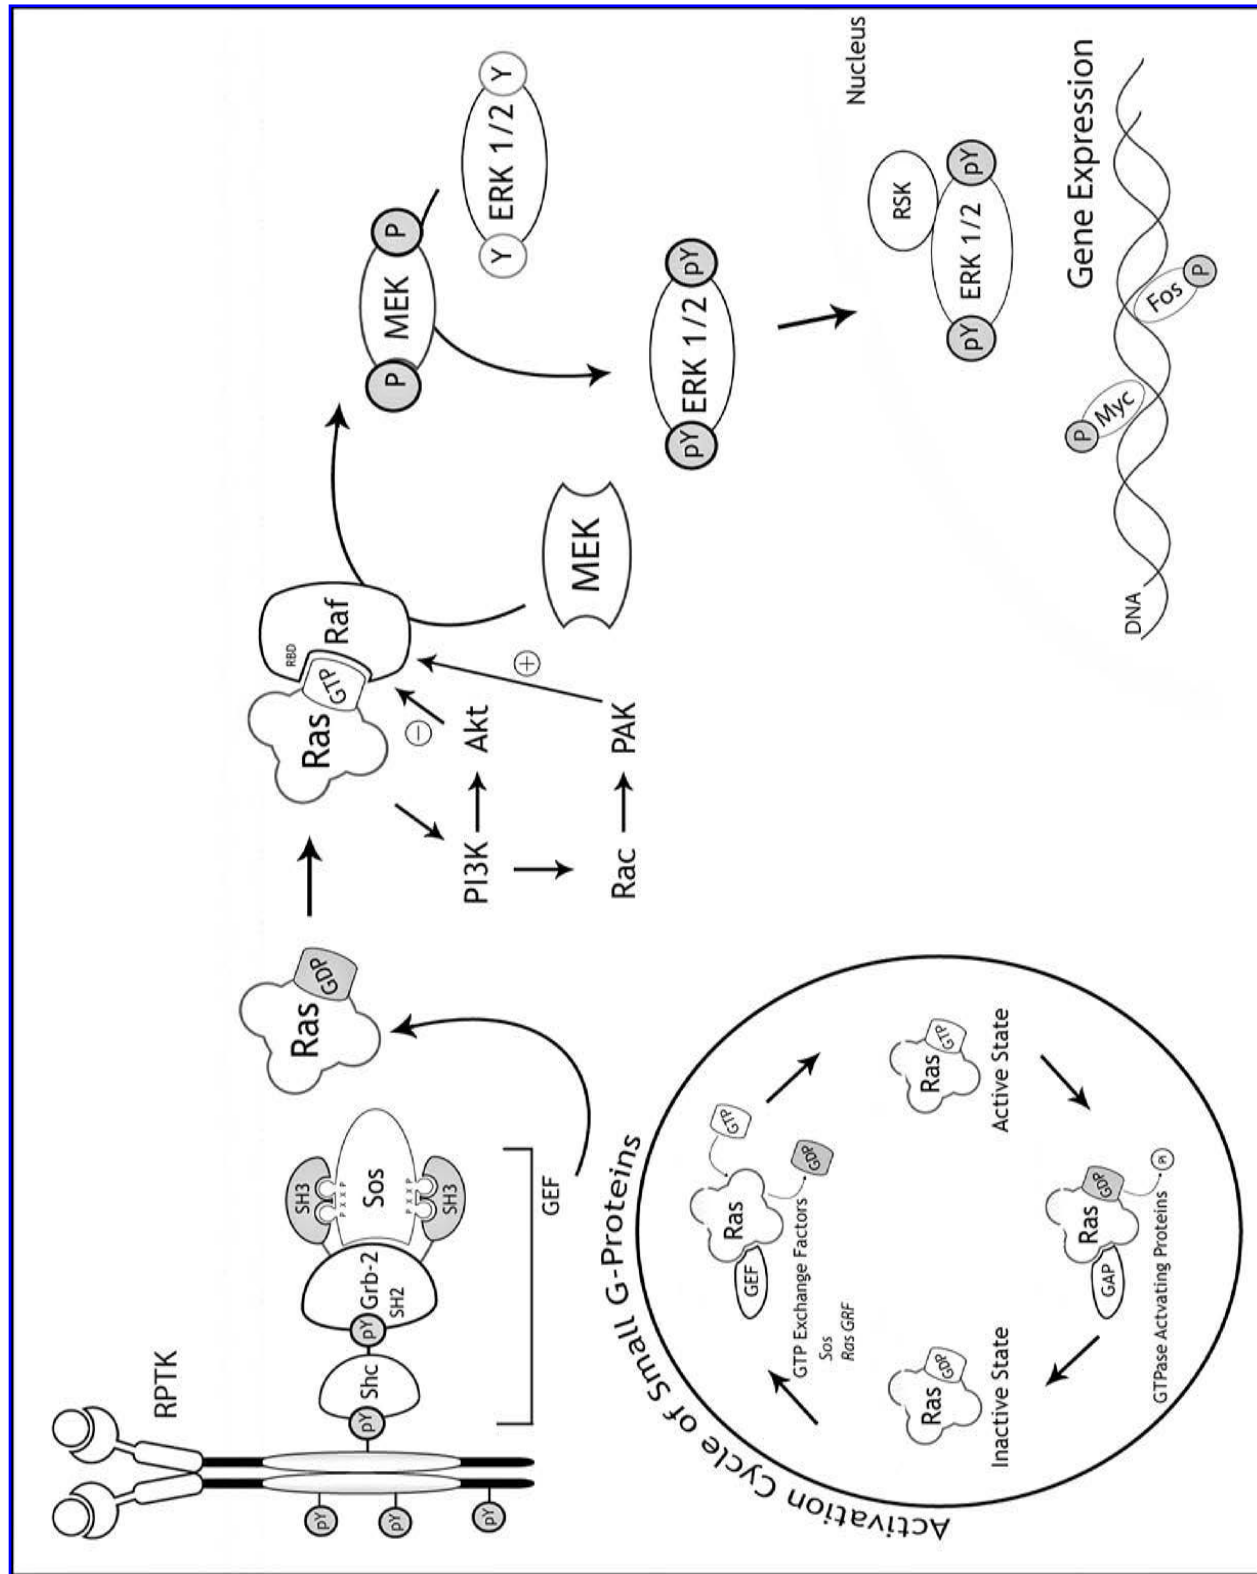 RPTK
pY
pY
pY
pY
Shc
pY
Grb-2
SH2
SH3
SH3
PXXP
PXXP
Sos
GEF
Ras
GDP
Ras
GTP
RBD
Raf
PI3K
Akt
−
Rac
PAK
+
MEK
P
MEK
P
Y
ERK 1/2
Y
pY
ERK 1/2
pY
Nucleus
RSK
pY
ERK 1/2
pY
Gene Expression
P
Myc
Fos
P
DNA
Activation Cycle of Small G-Proteins
GEF
Ras
GTP
GDP
GTP Exchange Factors
Sos
Ras GRF
Ras
GTP
Active State
GAP
Ras
GDP
Pi
GTPase Actvating Proteins
Ras
GDP
Inactive State